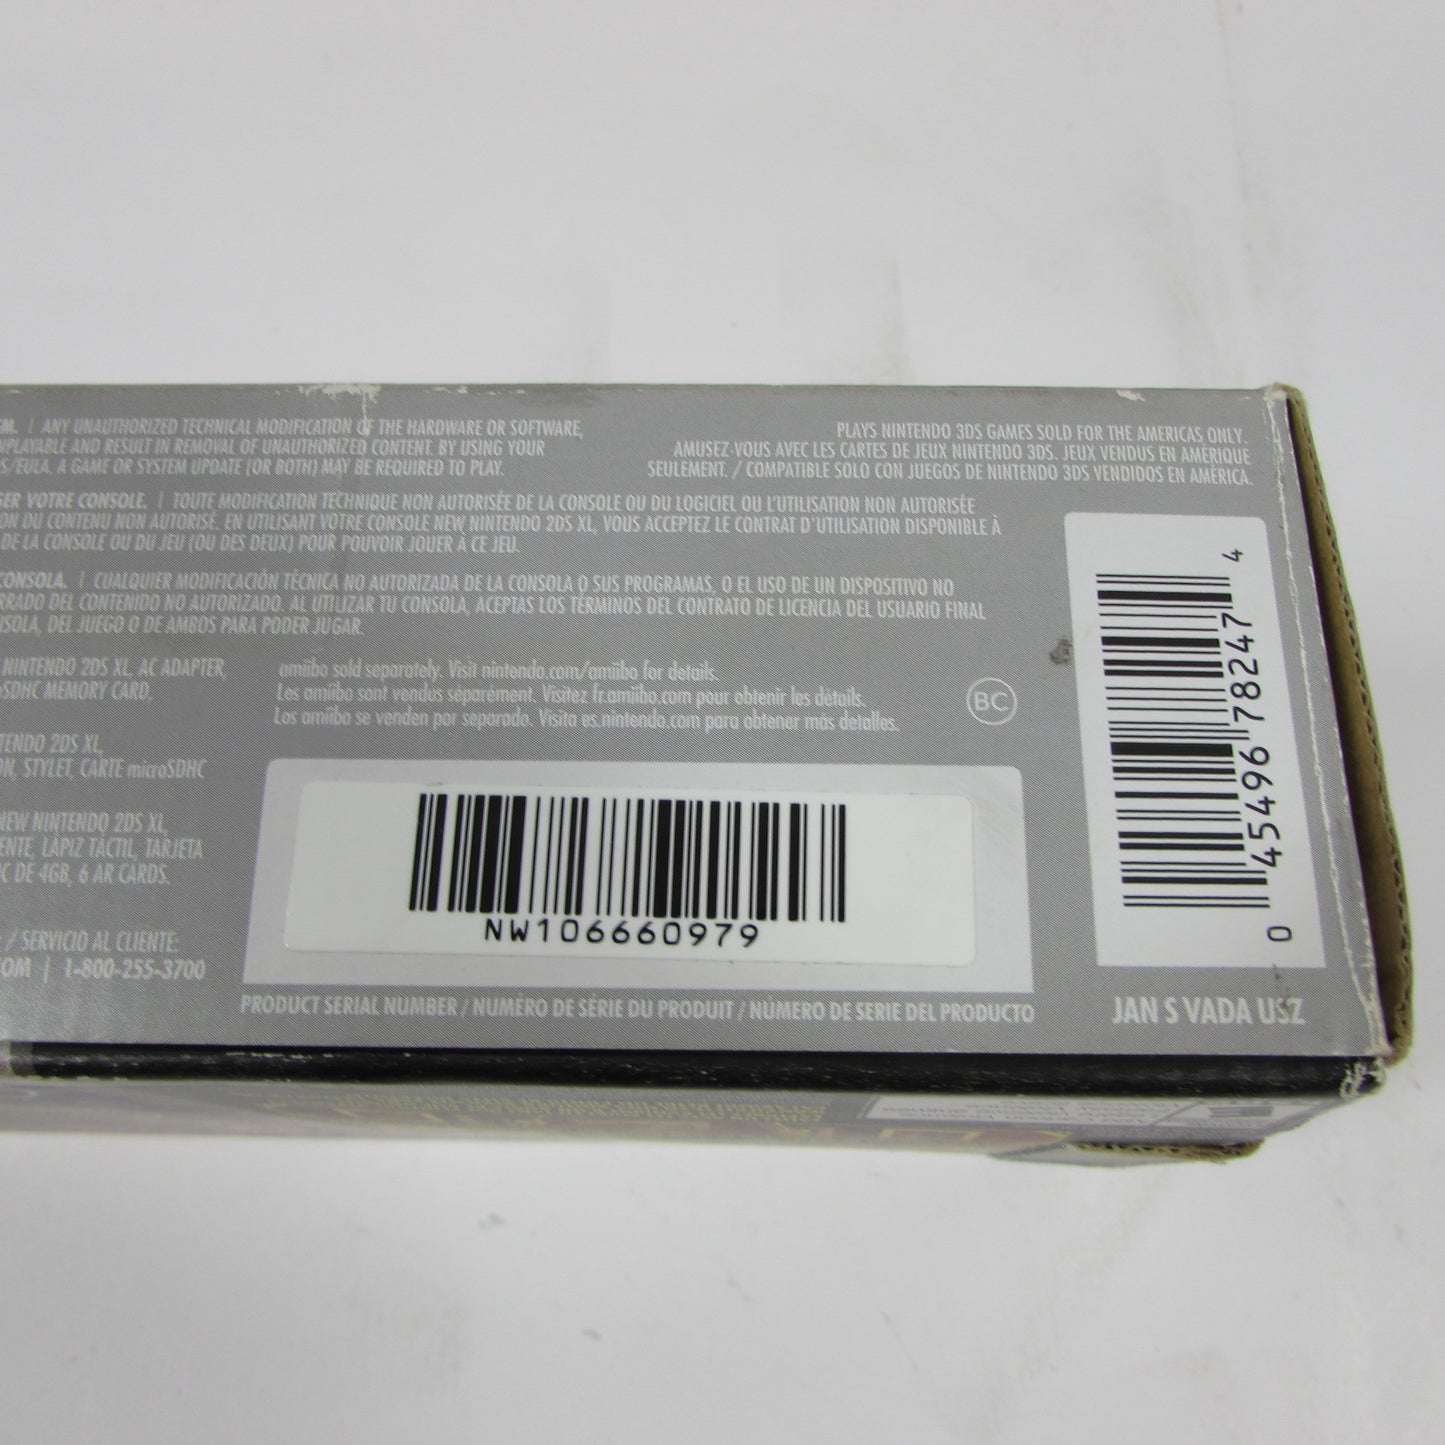 EM. | ANY UNAUTHORIZED TECHNICAL MODIFICATION OF THE HARDWARE OR SOFTWARE,
NPLAYABLE AND RESULT IN REMOVAL OF UNAUTHORIZED CONTENT. BY USING YOUR
S/EULA. A GAME OR SYSTEM UPDATE (OR BOTH) MAY BE REQUIRED TO PLAY.
PLAYS NINTENDO 3DS GAMES SOLD FOR THE AMERICAS ONLY.
AMUSEZ-VOUS AVEC LES CARTES DE JEUX NINTENDO 3DS. JEUX VENDUS EN AMERIQUE
SEULEMENT. / COMPATIBLE SOLO CON JUEGOS DE NINTENDO 3DS VENDIDOS EN AMÉRICA.
SER VOTRE CONSOLE. | TOUTE MODIFICATION TECHNIQUE NON AUTORISÉE DE LA CONSOLE OU DU LOGICIEL OU L'UTILISATION NON AUTORISÉE
ON DU CONTENU NON AUTORISÉ. EN UTILISANT VOTRE CONSOLE NEW NINTENDO 2DS XL, VOUS ACCEPTEZ LE CONTRAT D'UTILISATION DISPONIBLE À
DE LA CONSOLE OU DU JEU (OU DES DEUX) POUR POUVOIR JOUER À CE JEU.
CONSOLA. | CUALQUIER MODIFICACIÓN TÉCNICA NO AUTORIZADA DE LA CONSOLA O SUS PROGRAMAS, O EL USO DE UN DISPOSITIVO NO
RRADO DEL CONTENIDO NO AUTORIZADO. AL UTILIZAR TU CONSOLA, ACEPTAS LOS TÉRMINOS DEL CONTRATO DE LICENCIA DEL USUARIO FINAL
NSOLA, DEL JUEGO O DE AMBOS PARA PODER JUGAR.
NINTENDO 2DS XL, AC ADAPTER,
SDHC MEMORY CARD,
TENDO 2DS XL,
ON, STYLET, CARTE microSDHC
NEW NINTENDO 2DS XL,
ENTE, LAPIZ TACTIL, TARJETA
C DE 4GB, 6 AR CARDS.
/ SERVICIO AL CLIENTE:
OM | 1-800-255-3700
amiibo sold separately. Visit nintendo.com/amiibo for details.
Les amiibo sont vendus séparément. Visitez fr.amiibo.com pour obtenir les détails.
Los amiibo se venden por separado. Visita es.nintendo.com para obtener más detalles.
BC
NW106660979
PRODUCT SERIAL NUMBER / NUMÉRO DE SÉRIE DU PRODUIT / NÚMERO DE SERIE DEL PRODUCTO
0 45496 78247 4
JAN S VADA USZ